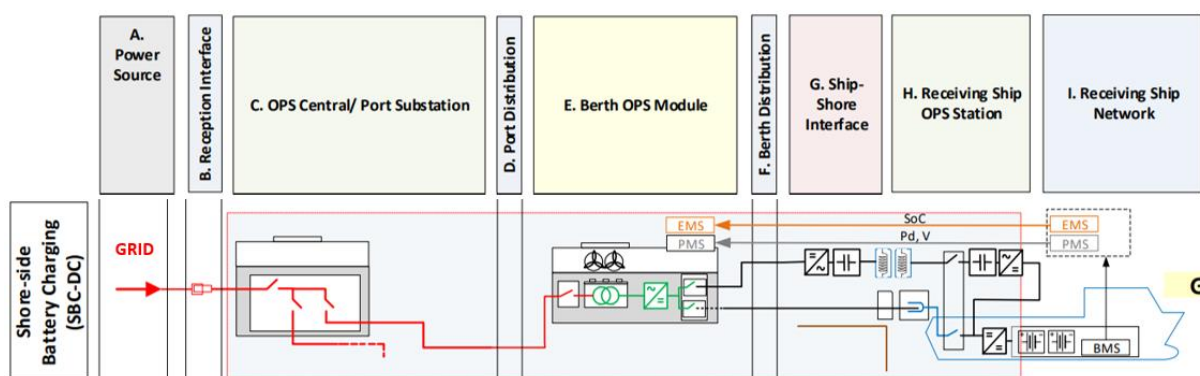 A.
Power
Source
B. Reception Interface
C. OPS Central/ Port Substation
D. Port Distribution
E. Berth OPS Module
F. Berth Distribution
G. Ship-
Shore
Interface
H. Receiving Ship
OPS Station
I. Receiving Ship
Network
Shore-side
Battery Charging
(SBC-DC)
GRID
EMS
SoC
EMS
PMS
Pd, V
PMS
BMS
G